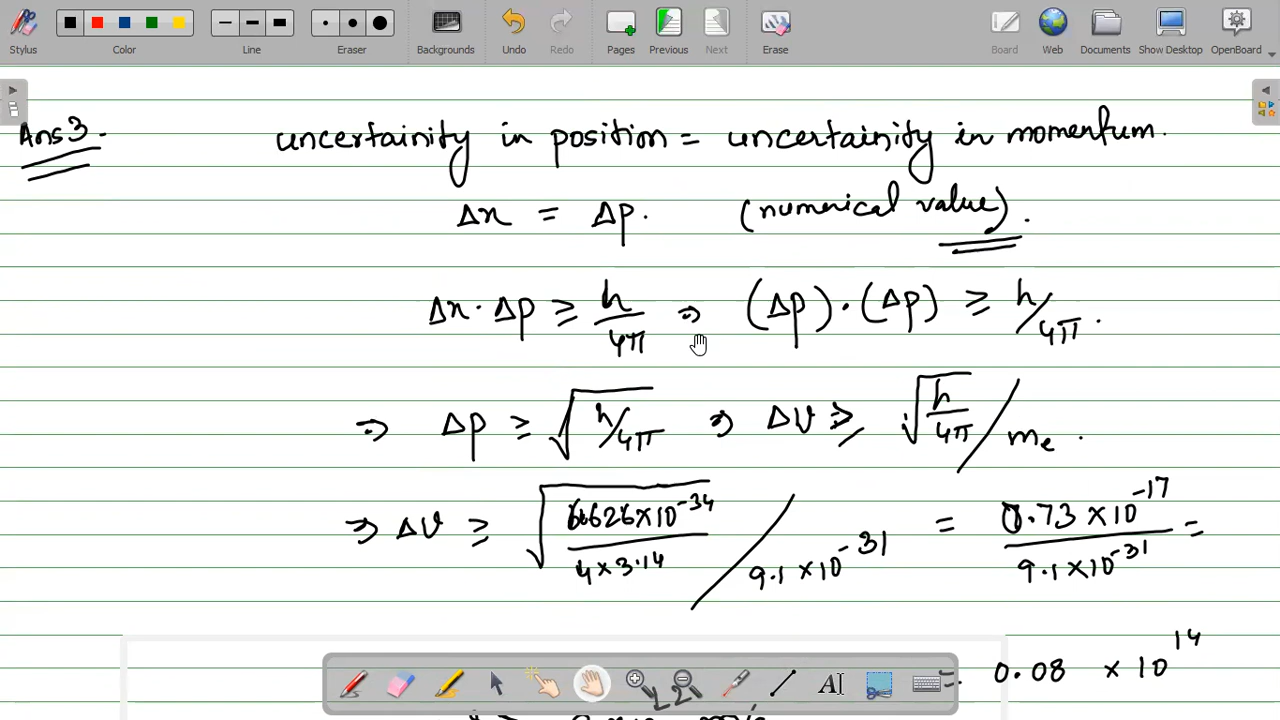 Stylus Color Line Eraser Backgrounds Undo Redo Pages Previous Next Erase Board Web Documents Show Desktop OpenBoard
Ans3. uncertainity in position = uncertainity in momentum.
Δx = Δp. (numerical value).
Δx · Δp ≥ h/4π ⇒ (Δp) · (Δp) ≥ h/4π.
⇒ Δp ≥ √(h/4π) ⇒ ΔV ≥ √(h/4π) / me .
⇒ ΔV ≥ √(6.626×10^-34 / 4×3.14) / 9.1×10^-31 = 0.73×10^-17 / 9.1×10^-31 =
= 0.08 × 10^14